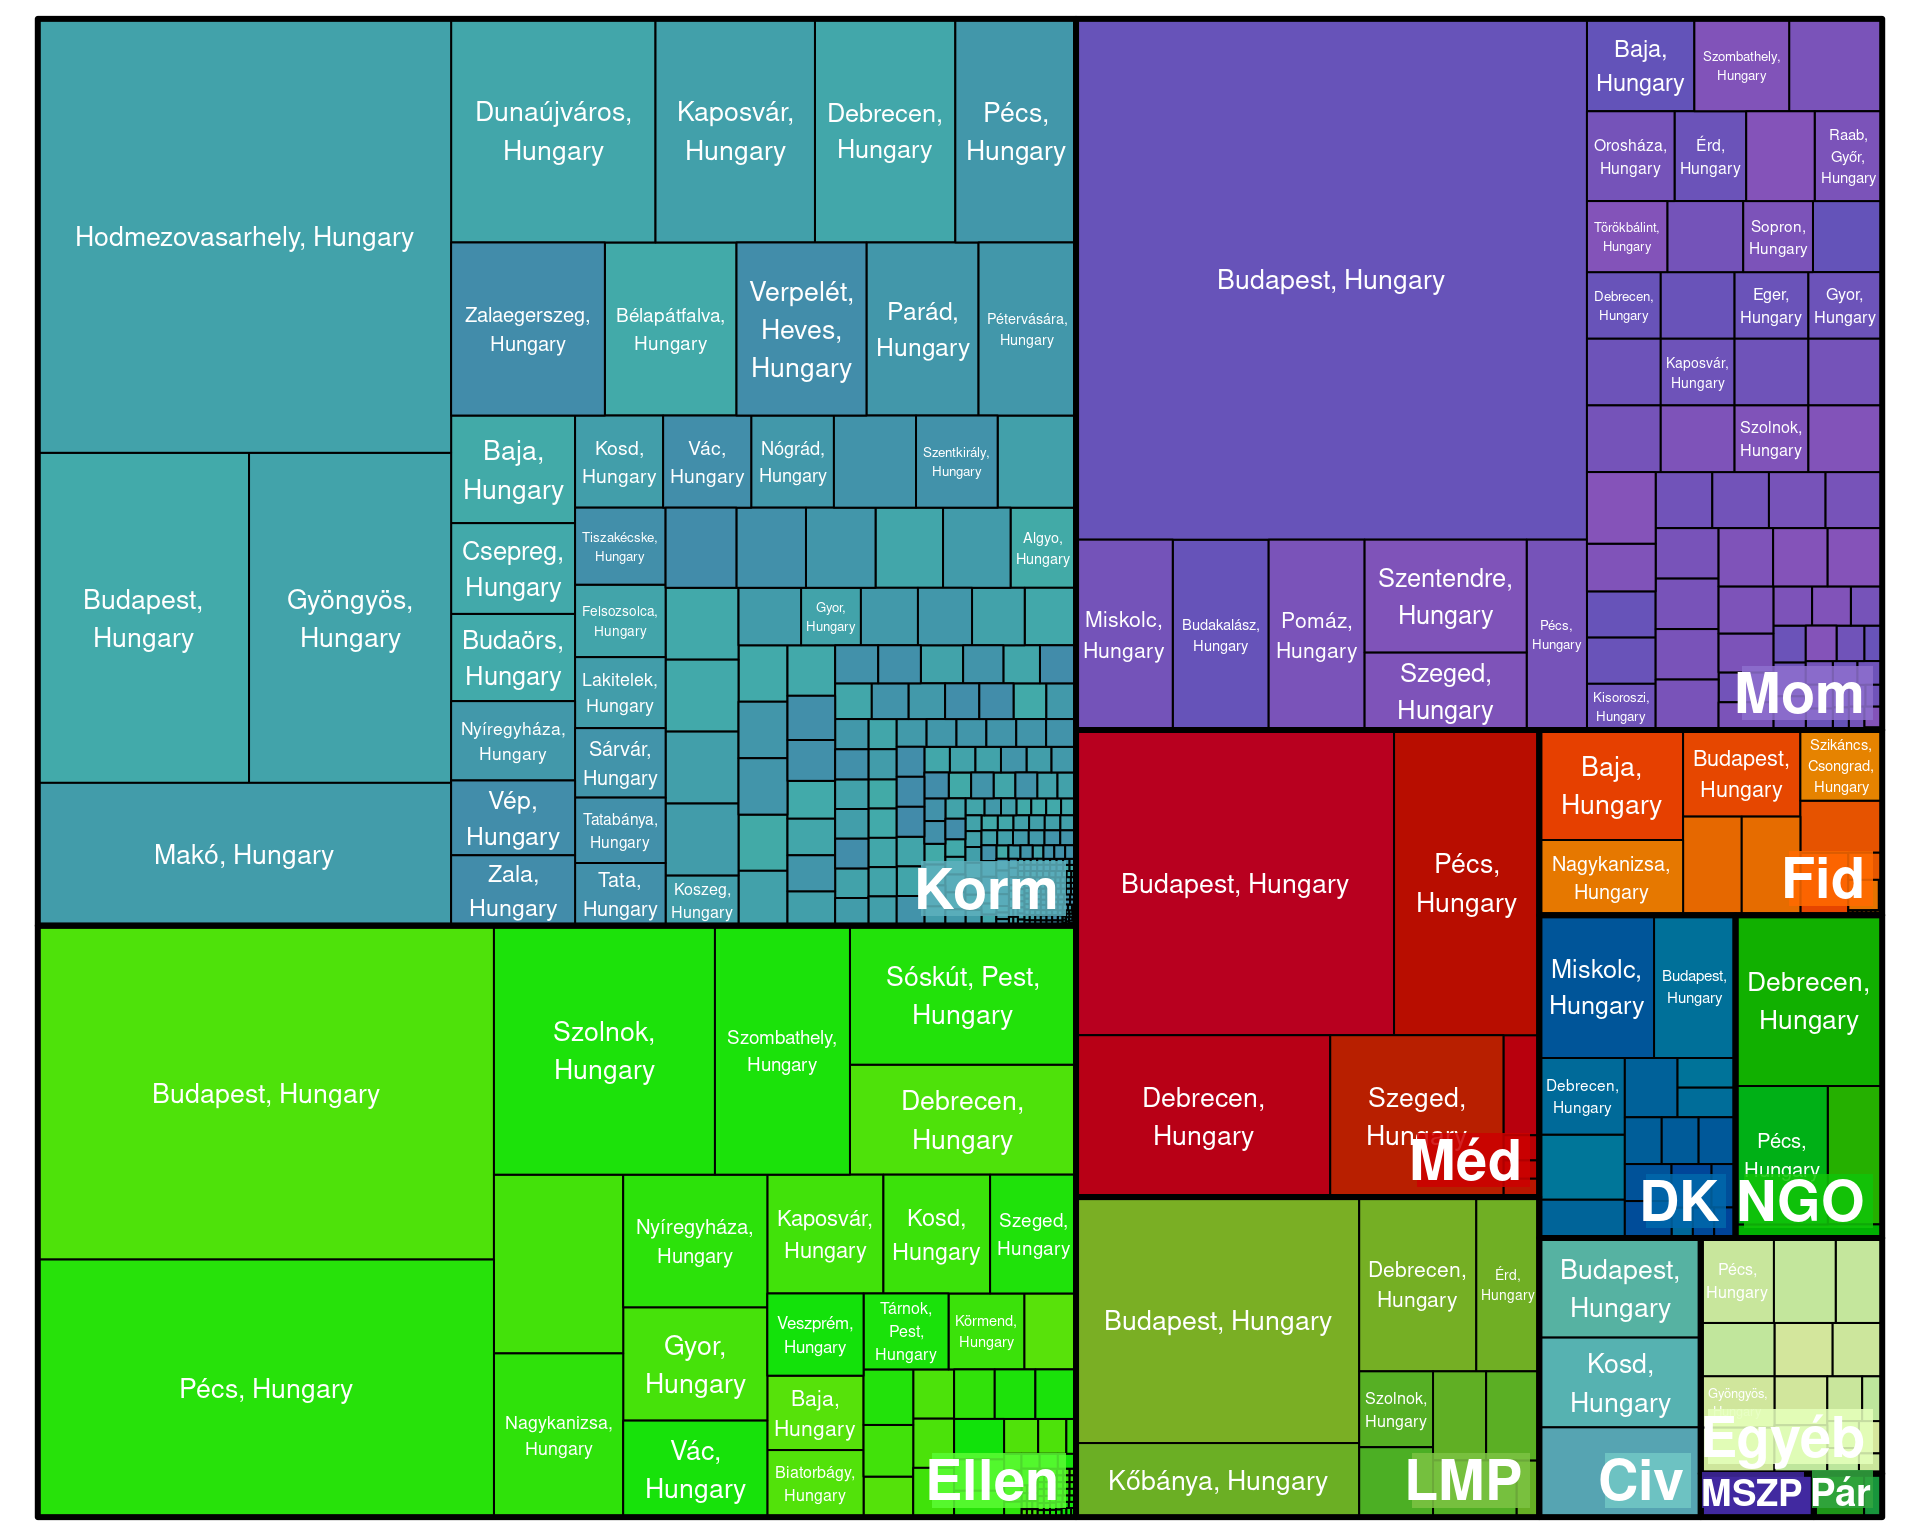 Hodmezovasarhely, Hungary
Budapest,
Hungary
Gyöngyös,
Hungary
Makó, Hungary
Dunaújváros,
Hungary
Kaposvár,
Hungary
Debrecen,
Hungary
Pécs,
Hungary
Zalaegerszeg,
Hungary
Bélapátfalva,
Hungary
Verpelét,
Heves,
Hungary
Parád,
Hungary
Pétervására,
Hungary
Baja,
Hungary
Csepreg,
Hungary
Budaörs,
Hungary
Nyíregyháza,
Hungary
Vép,
Hungary
Zala,
Hungary
Kosd,
Hungary
Vác,
Hungary
Nógrád,
Hungary
Szentkirály,
Hungary
Tiszakécske,
Hungary
Algyo,
Hungary
Felsozsolca,
Hungary
Gyor,
Hungary
Lakitelek,
Hungary
Sárvár,
Hungary
Tatabánya,
Hungary
Tata,
Hungary
Koszeg,
Hungary
Korm
Budapest, Hungary
Pécs, Hungary
Szolnok,
Hungary
Szombathely,
Hungary
Sóskút, Pest,
Hungary
Debrecen,
Hungary
Nagykanizsa,
Hungary
Nyíregyháza,
Hungary
Gyor,
Hungary
Vác,
Hungary
Kaposvár,
Hungary
Kosd,
Hungary
Szeged,
Hungary
Veszprém,
Hungary
Tárnok,
Pest,
Hungary
Körmend,
Hungary
Baja,
Hungary
Biatorbágy,
Hungary
Ellen
Budapest, Hungary
Miskolc,
Hungary
Budakalász,
Hungary
Pomáz,
Hungary
Szentendre,
Hungary
Szeged,
Hungary
Pécs,
Hungary
Baja,
Hungary
Szombathely,
Hungary
Orosháza,
Hungary
Érd,
Hungary
Raab,
Győr,
Hungary
Törökbálint,
Hungary
Sopron,
Hungary
Debrecen,
Hungary
Eger,
Hungary
Gyor,
Hungary
Kaposvár,
Hungary
Szolnok,
Hungary
Kisoroszi,
Hungary
Mom
Budapest, Hungary
Pécs,
Hungary
Debrecen,
Hungary
Szeged,
Hungary
Méd
Budapest, Hungary
Kőbánya, Hungary
Debrecen,
Hungary
Érd,
Hungary
Szolnok,
Hungary
LMP
Baja,
Hungary
Nagykanizsa,
Hungary
Budapest,
Hungary
Szikáncs,
Csongrad,
Hungary
Fid
Miskolc,
Hungary
Budapest,
Hungary
Debrecen,
Hungary
DK
Debrecen,
Hungary
Pécs,
Hungary
NGO
Budapest,
Hungary
Kosd,
Hungary
Civ
Pécs,
Hungary
Gyöngyös,
Egyéb
MSZP
Pár